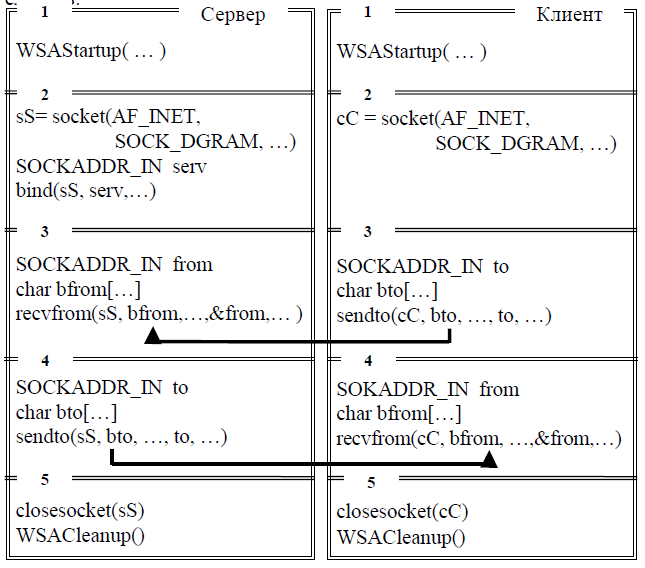 1 Сервер
WSAStartup( … )
2
sS= socket(AF_INET,
SOCK_DGRAM, …)
SOCKADDR_IN serv
bind(sS, serv,…)
3
SOCKADDR_IN from
char bfrom[…]
recvfrom(sS, bfrom,…,&from,… )
4
SOCKADDR_IN to
char bto[…]
sendto(sS, bto, …, to, …)
5
closesocket(sS)
WSACleanup()
1 Клиент
WSAStartup( … )
2
cC = socket(AF_INET,
SOCK_DGRAM, …)
3
SOCKADDR_IN to
char bto[…]
sendto(cC, bto, …, to, …)
4
SOKADDR_IN from
char bfrom[…]
recvfrom(cC, bfrom, …,&from,…)
5
closesocket(cC)
WSACleanup()